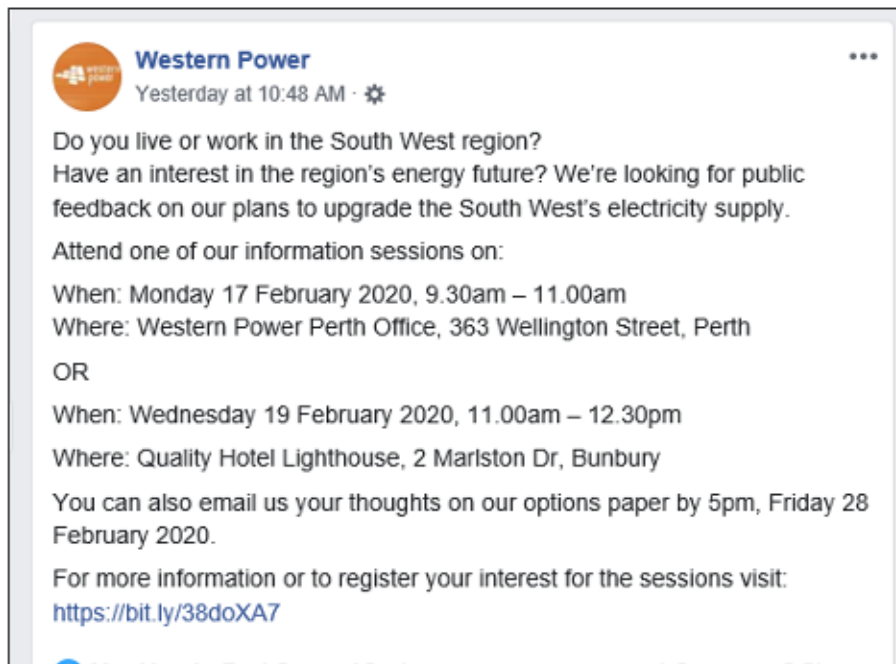 western
power
Western Power
Yesterday at 10:48 AM ·
Do you live or work in the South West region?
Have an interest in the region's energy future? We're looking for public
feedback on our plans to upgrade the South West's electricity supply.
Attend one of our information sessions on:
When: Monday 17 February 2020, 9.30am – 11.00am
Where: Western Power Perth Office, 363 Wellington Street, Perth
OR
When: Wednesday 19 February 2020, 11.00am – 12.30pm
Where: Quality Hotel Lighthouse, 2 Marlston Dr, Bunbury
You can also email us your thoughts on our options paper by 5pm, Friday 28
February 2020.
For more information or to register your interest for the sessions visit:
https://bit.ly/38doXA7